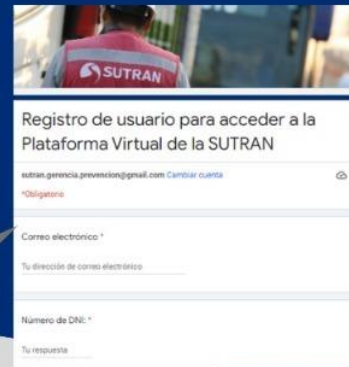 SUTRAN
Registro de usuario para acceder a la
Plataforma Virtual de la SUTRAN
sutran.gerencia.prevencion@gmail.com Cambiar cuenta
*Obligatorio
Correo electrónico *
Tu dirección de correo electrónico
Número de DNI: *
Tu respuesta